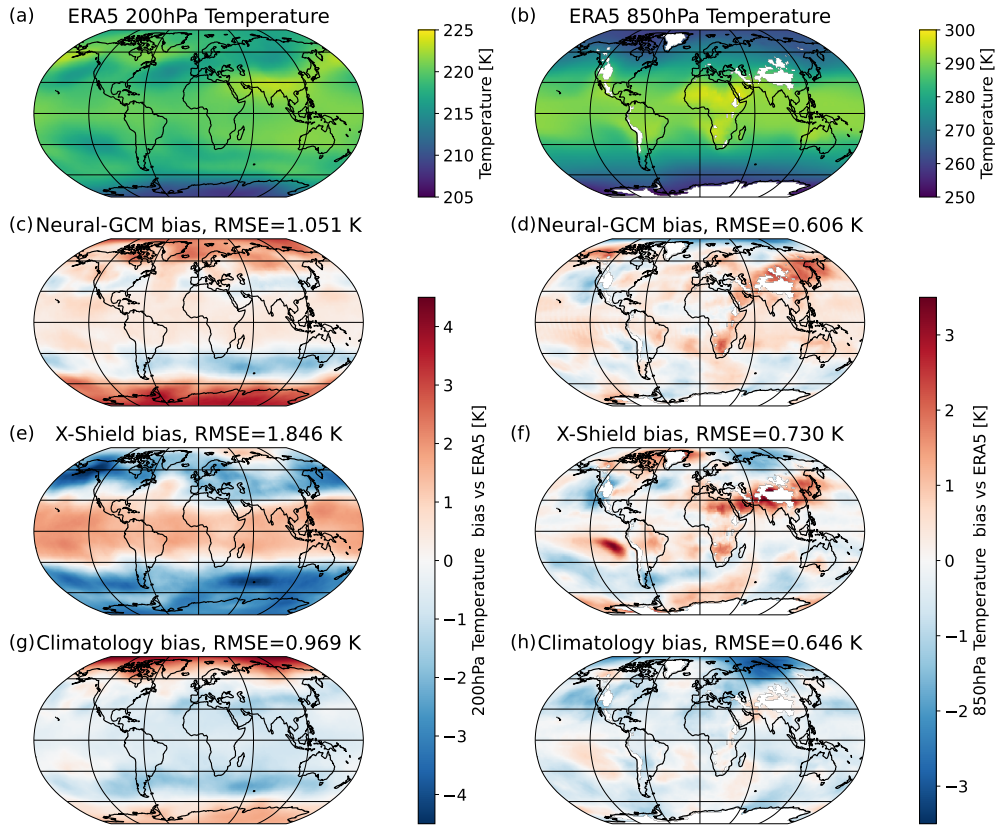 (a) ERA5 200hPa Temperature
225
220
215
210
205
Temperature [K]
(b) ERA5 850hPa Temperature
300
290
280
270
260
250
Temperature [K]
(c) Neural-GCM bias, RMSE=1.051 K
(d) Neural-GCM bias, RMSE=0.606 K
(e) X-Shield bias, RMSE=1.846 K
(f) X-Shield bias, RMSE=0.730 K
(g) Climatology bias, RMSE=0.969 K
(h) Climatology bias, RMSE=0.646 K
4
3
2
1
0
−1
−2
−3
−4
200hPa Temperature bias vs ERA5 [K]
3
2
1
0
−1
−2
−3
850hPa Temperature bias vs ERA5 [K]